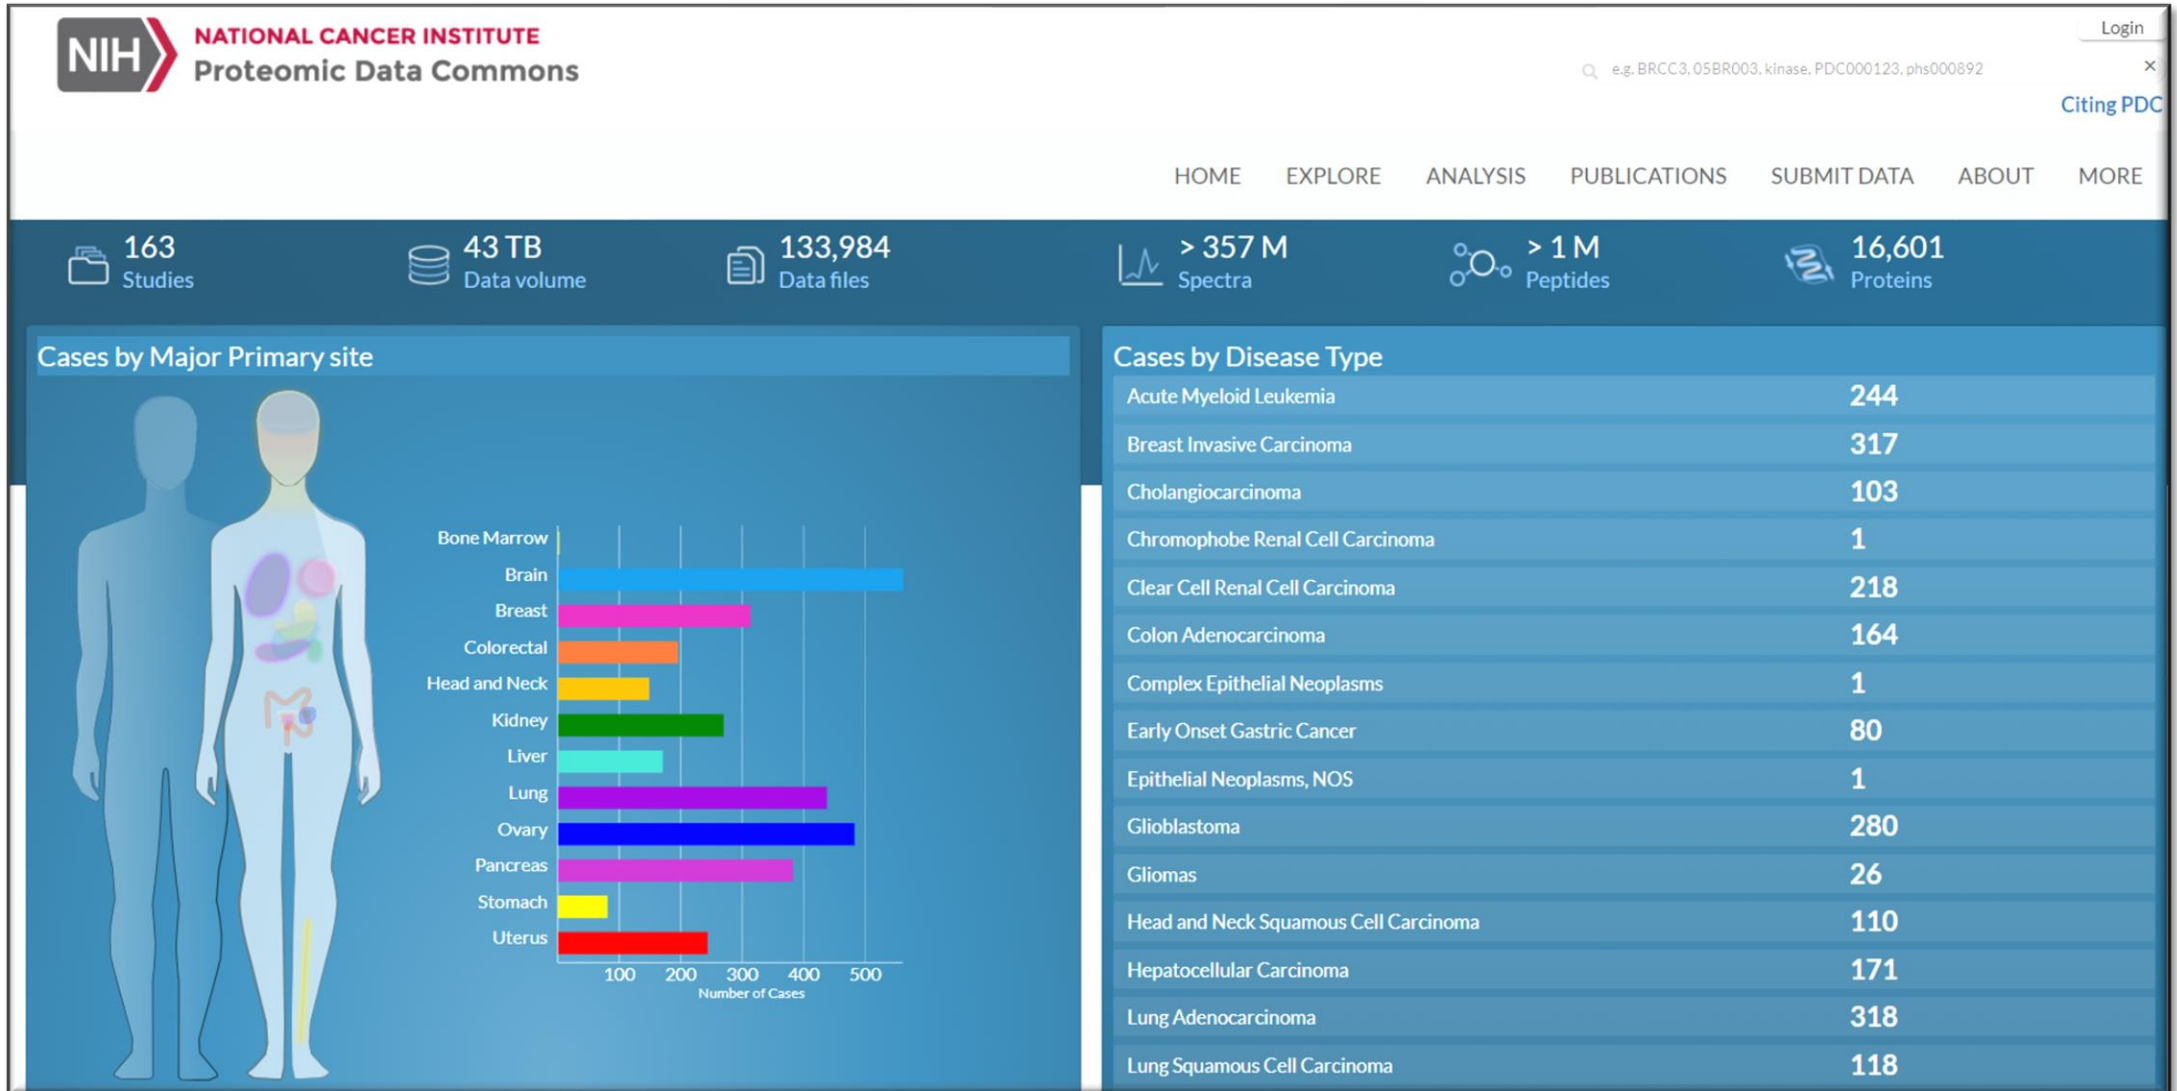 Login
NIH
NATIONAL CANCER INSTITUTE
Proteomic Data Commons
e.g. BRCC3, 05BR003, kinase, PDC000123, phs000892 ×
Citing PDC
HOME EXPLORE ANALYSIS PUBLICATIONS SUBMIT DATA ABOUT MORE
163 43 TB 133,984 > 357 M > 1 M 16,601
Studies Data volume Data files Spectra Peptides Proteins
Cases by Major Primary site
Bone Marrow
Brain
Breast
Colorectal
Head and Neck
Kidney
Liver
Lung
Ovary
Pancreas
Stomach
Uterus
100 200 300 400 500
Number of Cases
Cases by Disease Type
Acute Myeloid Leukemia 244
Breast Invasive Carcinoma 317
Cholangiocarcinoma 103
Chromophobe Renal Cell Carcinoma 1
Clear Cell Renal Cell Carcinoma 218
Colon Adenocarcinoma 164
Complex Epithelial Neoplasms 1
Early Onset Gastric Cancer 80
Epithelial Neoplasms, NOS 1
Glioblastoma 280
Gliomas 26
Head and Neck Squamous Cell Carcinoma 110
Hepatocellular Carcinoma 171
Lung Adenocarcinoma 318
Lung Squamous Cell Carcinoma 118